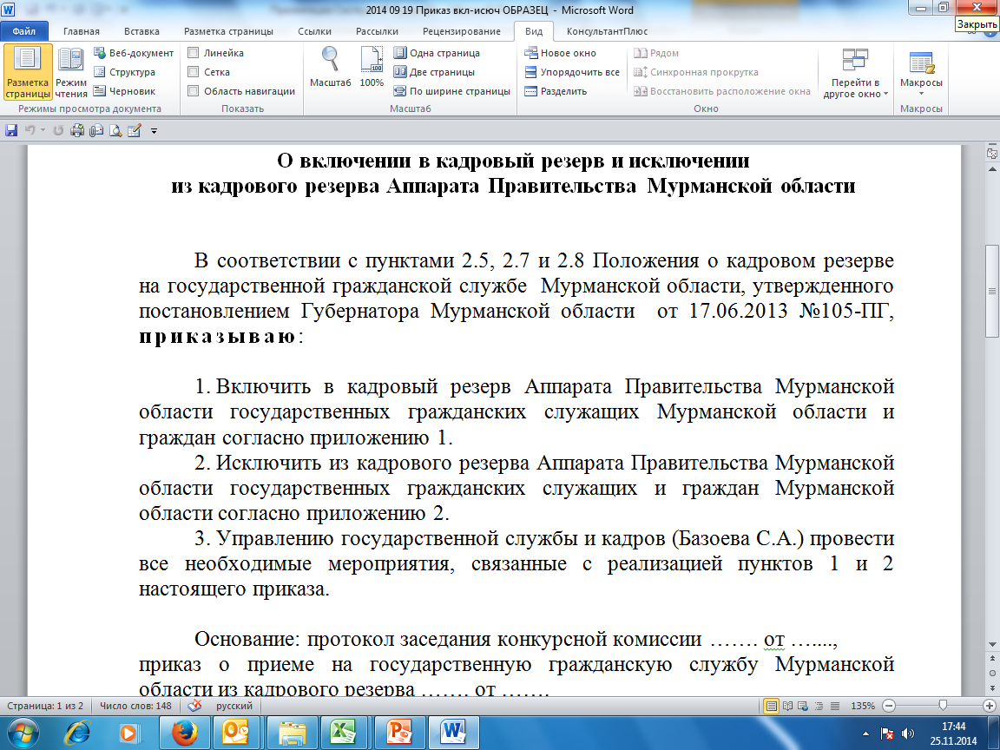 2014 09 19 Приказ вкл-исюч ОБРАЗЕЦ - Microsoft Word
Закрыть
Файл Главная Вставка Разметка страницы Ссылки Рассылки Рецензирование Вид КонсультантПлюс
Разметка страницы
Режим чтения
Веб-документ
Структура
Черновик
Режимы просмотра документа
Линейка
Сетка
Область навигации
Показать
Масштаб
100
100%
Одна страница
Две страницы
По ширине страницы
Масштаб
Новое окно
Упорядочить все
Разделить
Рядом
Синхронная прокрутка
Восстановить расположение окна
Перейти в другое окно
Окно
Макросы
Макросы
О включении в кадровый резерв и исключении
из кадрового резерва Аппарата Правительства Мурманской области
В соответствии с пунктами 2.5, 2.7 и 2.8 Положения о кадровом резерве
на государственной гражданской службе Мурманской области, утвержденного
постановлением Губернатора Мурманской области от 17.06.2013 №105-ПГ,
приказываю:
1. Включить в кадровый резерв Аппарата Правительства Мурманской
области государственных гражданских служащих Мурманской области и
граждан согласно приложению 1.
2. Исключить из кадрового резерва Аппарата Правительства Мурманской
области государственных гражданских служащих и граждан Мурманской
области согласно приложению 2.
3. Управлению государственной службы и кадров (Базоева С.А.) провести
все необходимые мероприятия, связанные с реализацией пунктов 1 и 2
настоящего приказа.
Основание: протокол заседания конкурсной комиссии ……. от …....,
приказ о приеме на государственную гражданскую службу Мурманской
области из кадрового резерва ……. от …….
Страница: 1 из 2 Число слов: 148 русский 135%
17:44
25.11.2014